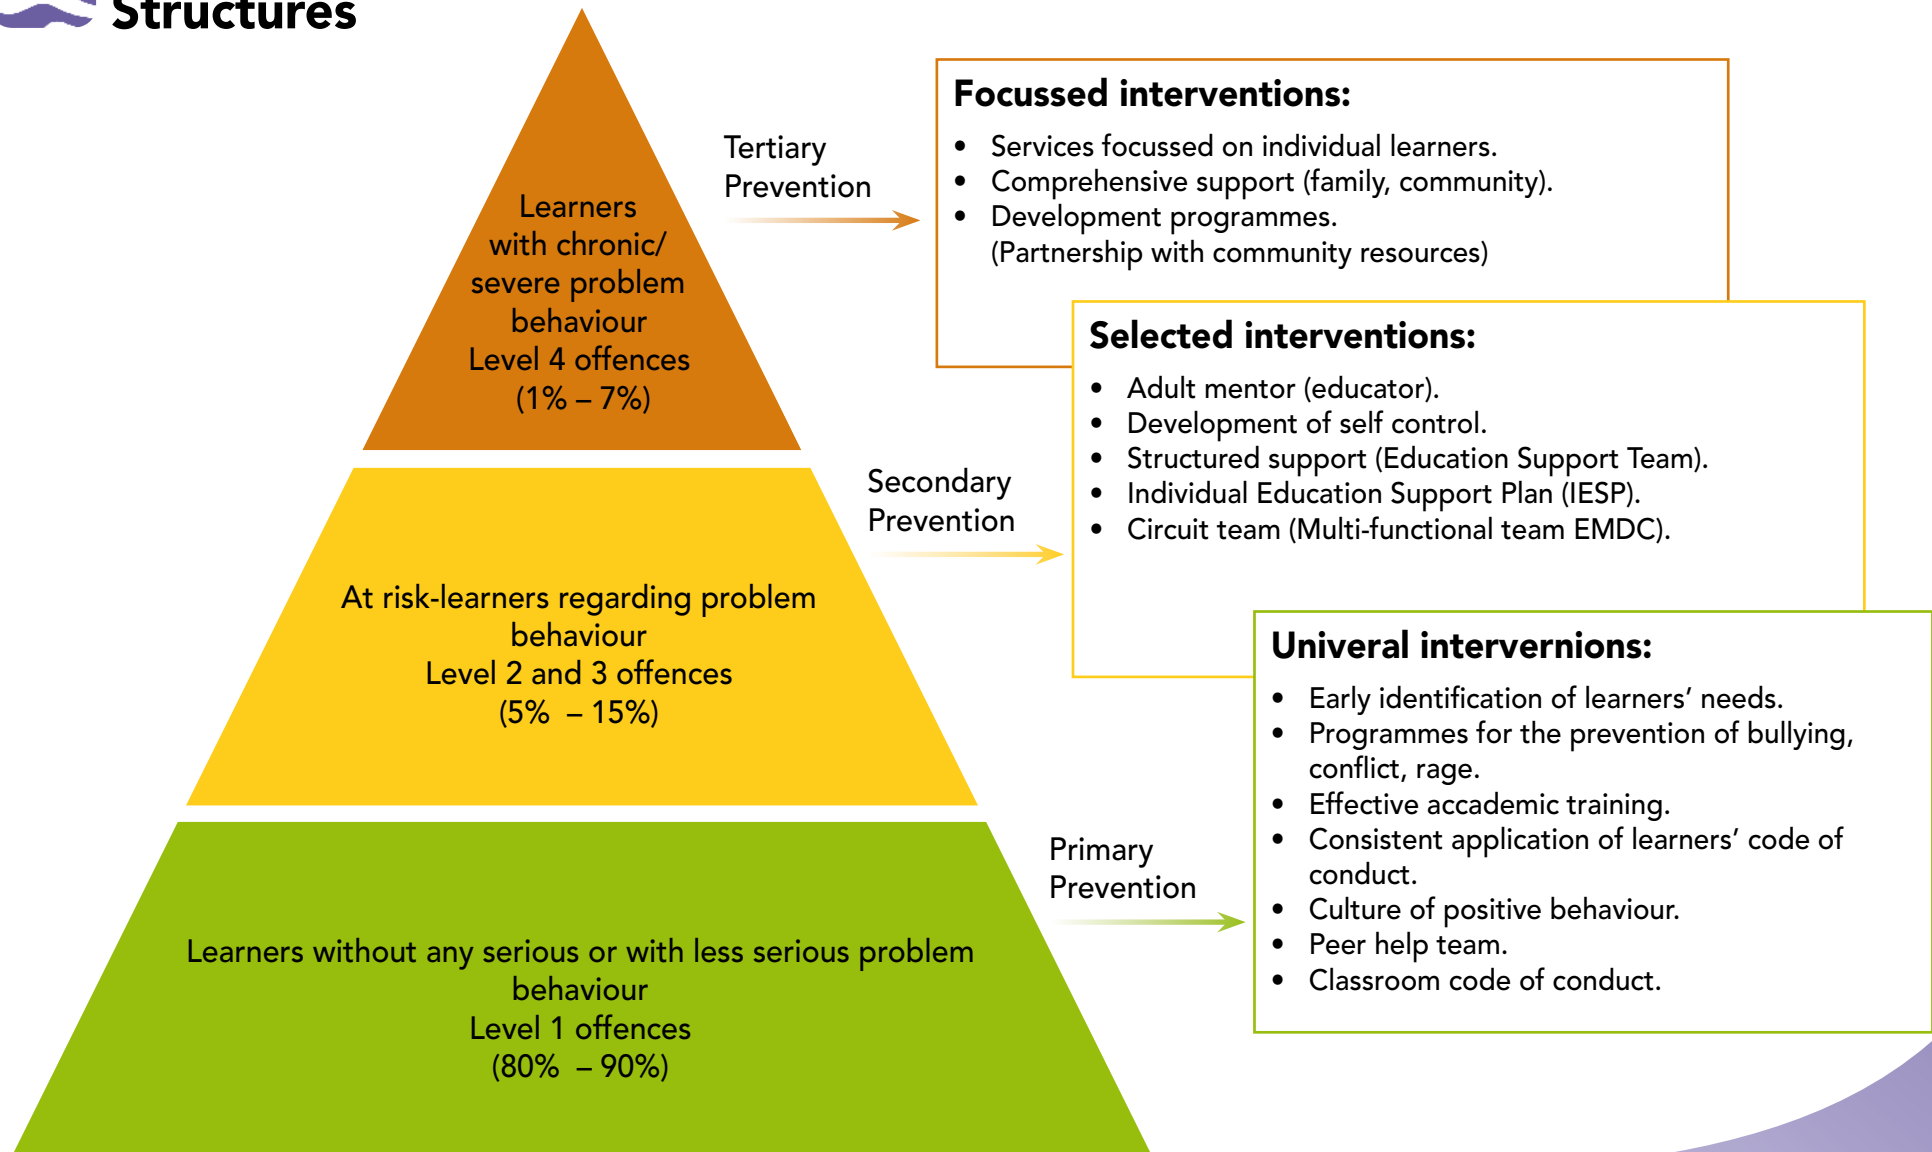 Structures
Learners
with chronic/
severe problem
behaviour
Level 4 offences
(1% – 7%)
Tertiary
Prevention
Focussed interventions:
• Services focussed on individual learners.
• Comprehensive support (family, community).
• Development programmes.
(Partnership with community resources)
At risk-learners regarding problem
behaviour
Level 2 and 3 offences
(5% – 15%)
Secondary
Prevention
Selected interventions:
• Adult mentor (educator).
• Development of self control.
• Structured support (Education Support Team).
• Individual Education Support Plan (IESP).
• Circuit team (Multi-functional team EMDC).
Learners without any serious or with less serious problem
behaviour
Level 1 offences
(80% – 90%)
Primary
Prevention
Univeral intervernions:
• Early identification of learners’ needs.
• Programmes for the prevention of bullying,
conflict, rage.
• Effective accademic training.
• Consistent application of learners’ code of
conduct.
• Culture of positive behaviour.
• Peer help team.
• Classroom code of conduct.